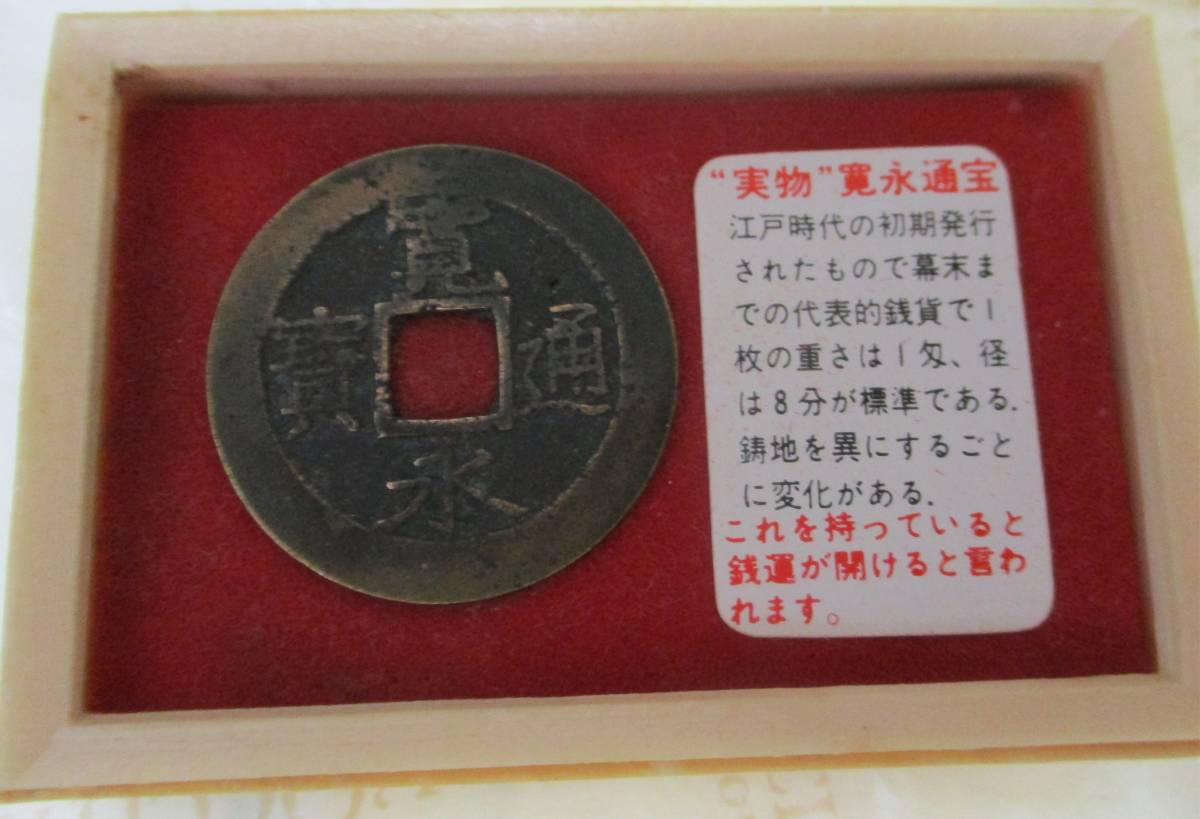 寛
永
通
寳
“実物”寛永通宝
江戸時代の初期発行
されたもので幕末ま
での代表的銭貨で1
枚の重さは1匁、径
は8分が標準である.
鋳地を異にするごと
に変化がある.
これを持っていると
銭運が開けると言わ
れます。